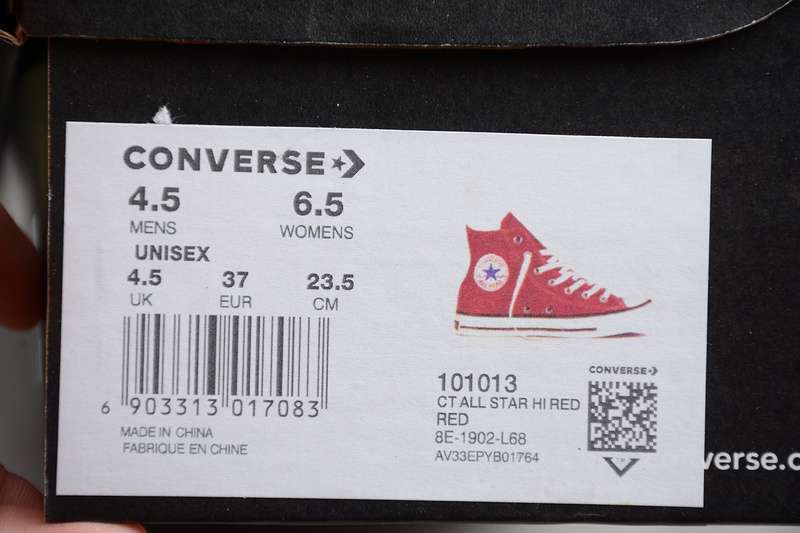 CONVERSE
4.5 6.5
MENS WOMENS
UNISEX
4.5 37 23.5
UK EUR CM
6 903313 017083
MADE IN CHINA
FABRIQUE EN CHINE
101013
CT ALL STAR HI RED
RED
8E-1902-L68
AV33EPYB01764
CONVERSE
verse.c